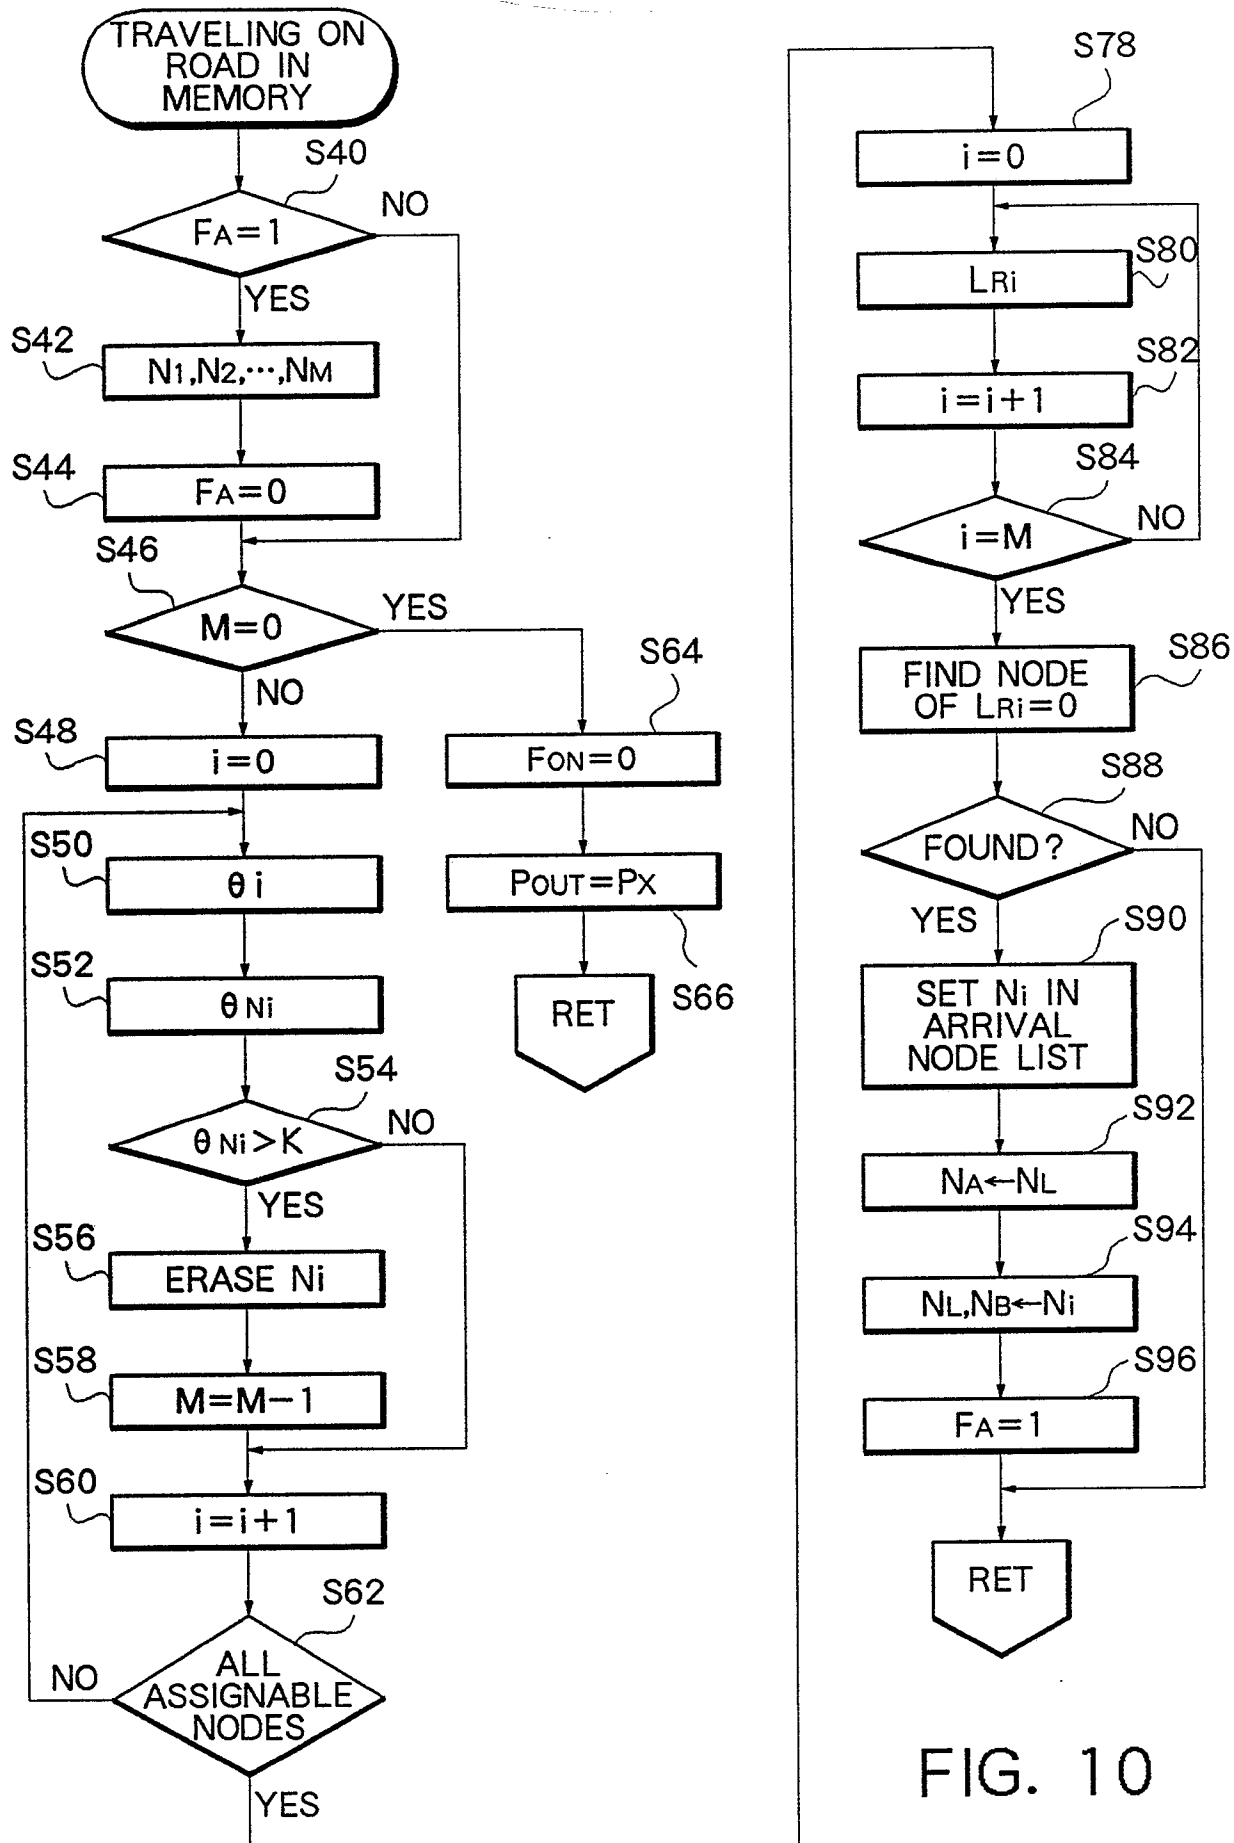 TRAVELING ON
ROAD IN
MEMORY
S40
FA=1
NO
YES
S42
N1,N2,···,NM
S44
FA=0
S46
M=0
YES
NO
S48
i=0
S50
θi
S52
θNi
S54
θNi>K
NO
YES
S56
ERASE Ni
S58
M=M-1
S60
i=i+1
S62
ALL
ASSIGNABLE
NODES
NO
YES
S64
FON=0
POUT=PX
S66
RET
S78
i=0
S80
LRi
S82
i=i+1
S84
i=M
NO
YES
S86
FIND NODE
OF LRi=0
S88
FOUND?
NO
YES
S90
SET Ni IN
ARRIVAL
NODE LIST
S92
NA←NL
S94
NL,NB←Ni
S96
FA=1
RET
FIG. 10